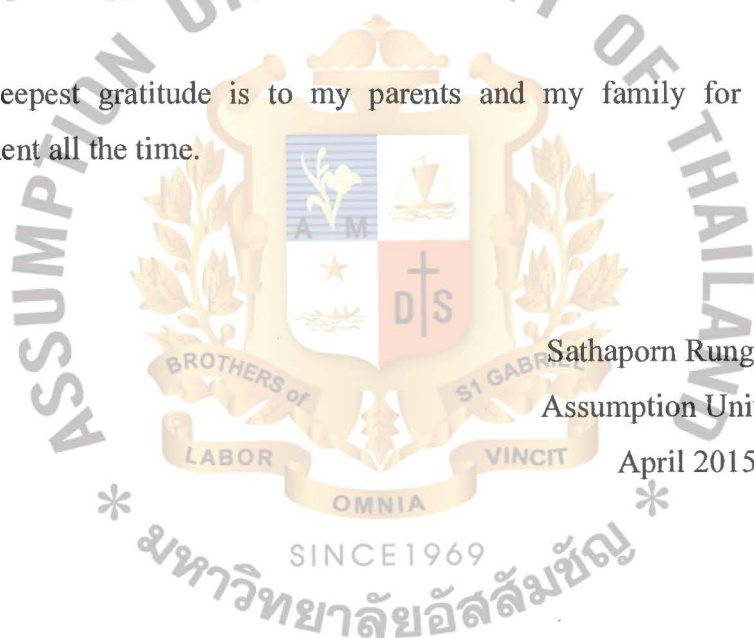 ASSUMPTION UNIVERSITY OF THAILAND
eepest gratitude is to my parents and my family for
ent all the time.
A M
D S
Sathaporn Rung
Assumption Uni
April 2015
BROTHERS of ST GABRIEL
LABOR OMNIA VINCIT
SINCE1969
* มหาวิทยาลัยอัสสัมชัญ *